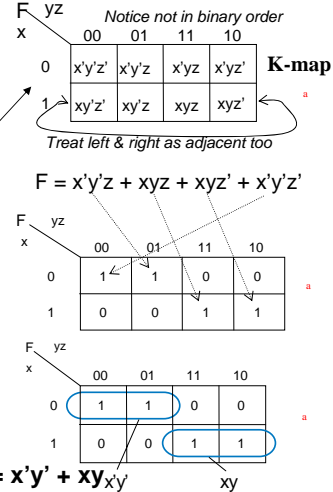 F yz
Notice not in binary order
x
00 01 11 10
K-map
0 x'y'z' x'y'z x'yz x'yz'
a
1 xy'z' xy'z xyz xyz'
Treat left & right as adjacent too
F = x'y'z + xyz + xyz' + x'y'z'
F yz
x
00 01 11 10
0 1 1 0 0
a
1 0 0 1 1
F yz
x
00 01 11 10
0 1 1 0 0
a
1 0 0 1 1
= x'y' + xy
x'y' xy